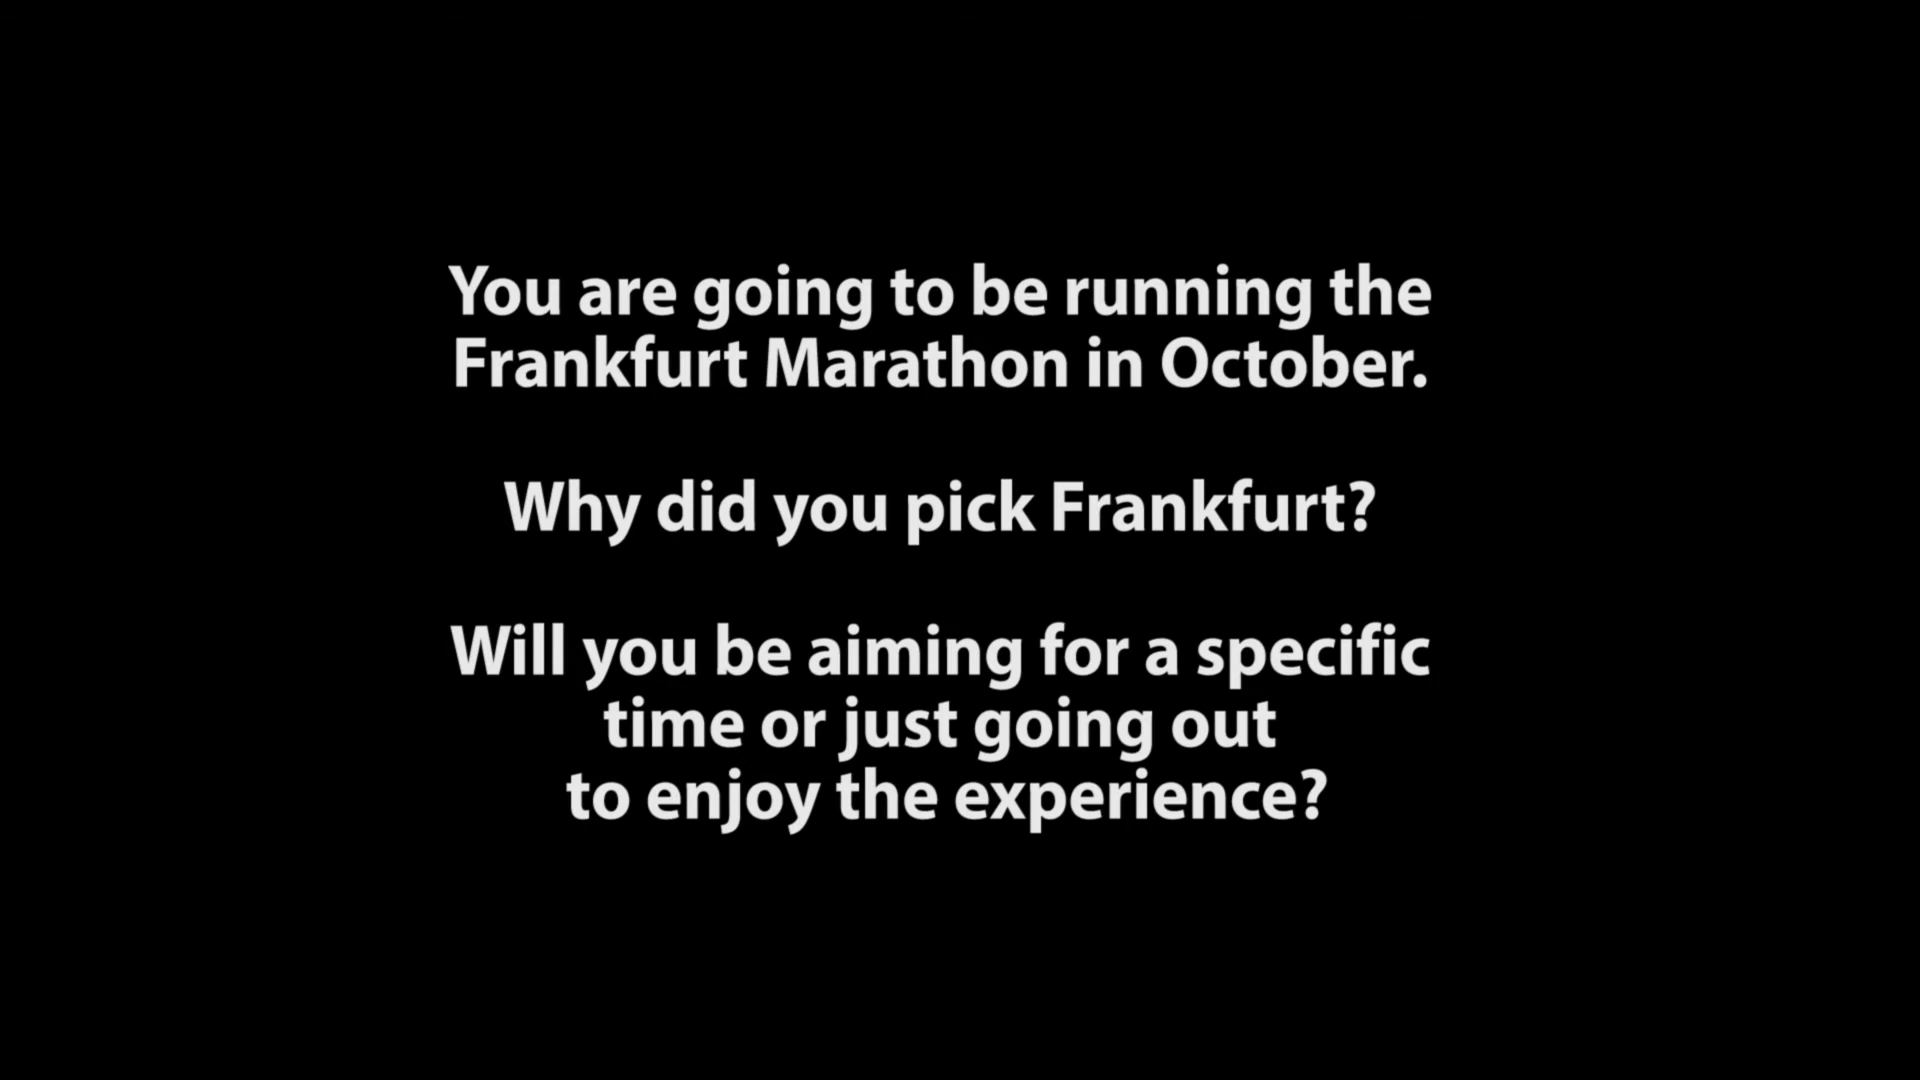 You are going to be running the
Frankfurt Marathon in October.
Why did you pick Frankfurt?
Will you be aiming for a specific
time or just going out
to enjoy the experience?